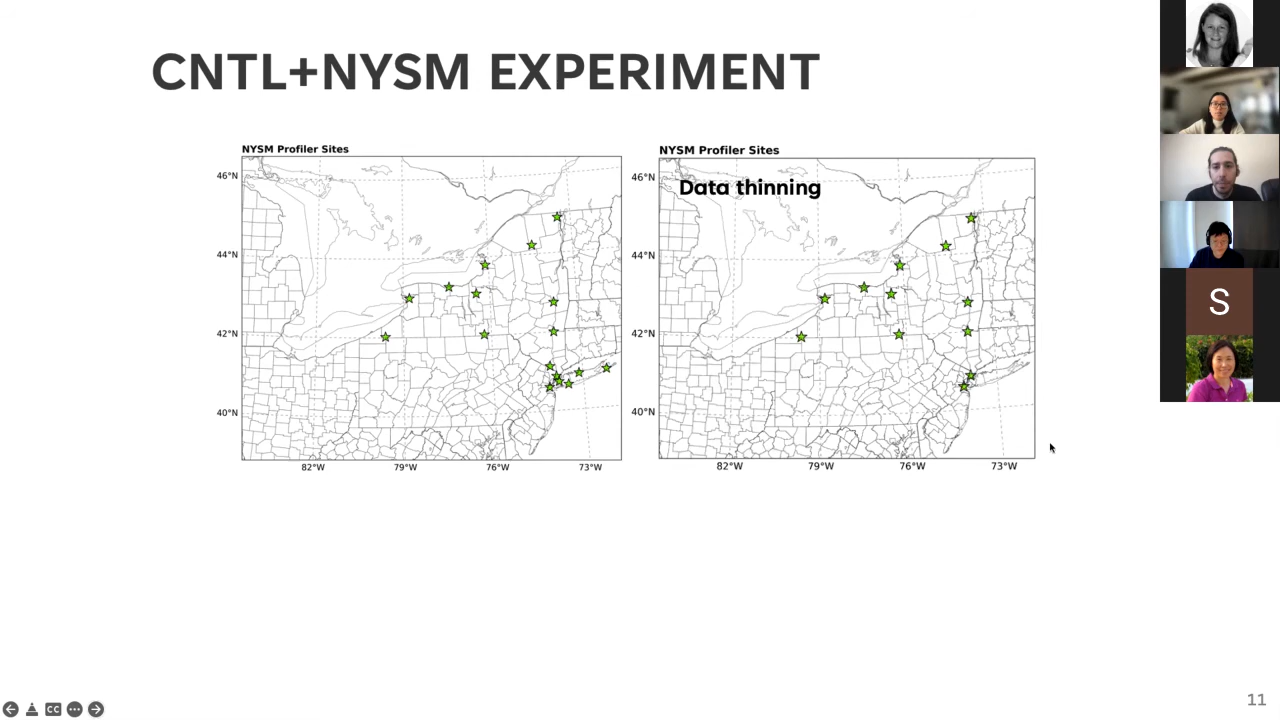 CNTL+NYSM EXPERIMENT
NYSM Profiler Sites
46°N
44°N
42°N
40°N
82°W
79°W
76°W
73°W
NYSM Profiler Sites
Data thinning
46°N
44°N
42°N
40°N
82°W
79°W
76°W
73°W
S
CC
11